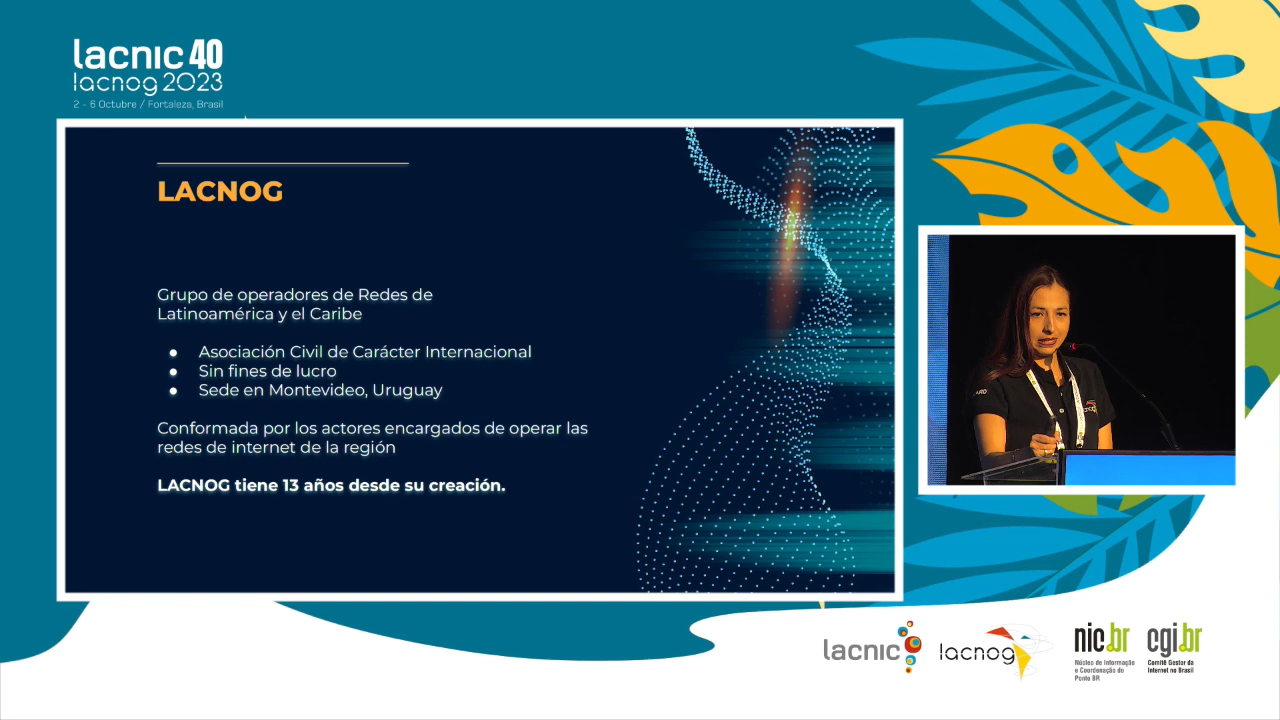 lacnic 40
lacnog 2023
2 - 6 Octubre / Fortaleza, Brasil
LACNOG
Grupo de operadores de Redes de
Latinoamérica y el Caribe
● Asociación Civil de Carácter Internacional
● Sin fines de lucro
● Sede en Montevideo, Uruguay
Conformada por los actores encargados de operar las
redes de internet de la región
LACNOG tiene 13 años desde su creación.
lacnic
lacnog
nic.br
Núcleo de Informação
e Coordenação do
Ponto BR
cgi.br
Comitê Gestor da
Internet no Brasil